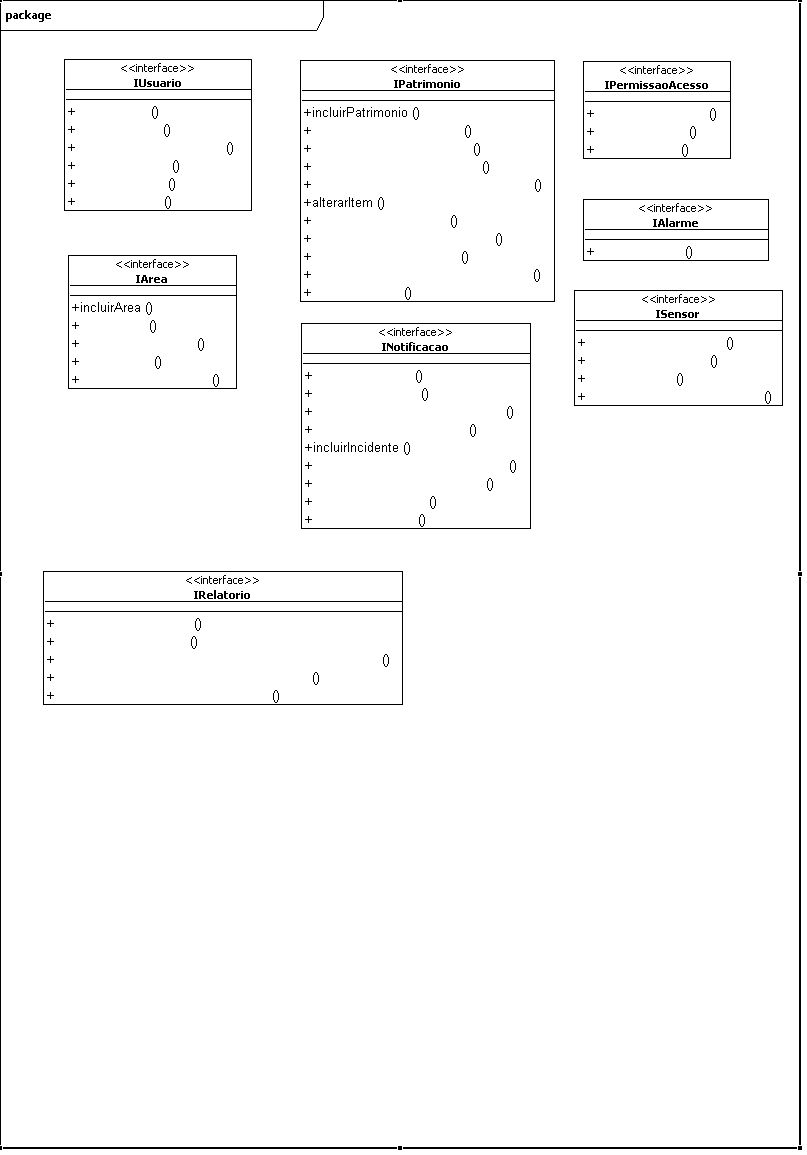 package
<<interface>>
IUsuario
+ ()
+ ()
+ ()
+ ()
+ ()
+ ()
<<interface>>
IPatrimonio
+incluirPatrimonio ()
+ ()
+ ()
+ ()
+ ()
+alterarItem ()
+ ()
+ ()
+ ()
+ ()
+ ()
<<interface>>
IPermissaoAcesso
+ ()
+ ()
+ ()
<<interface>>
IAlarme
+ ()
<<interface>>
IArea
+incluirArea ()
+ ()
+ ()
+ ()
+ ()
<<interface>>
ISensor
+ ()
+ ()
+ ()
+ ()
<<interface>>
INotificacao
+ ()
+ ()
+ ()
+ ()
+incluirIncidente ()
+ ()
+ ()
+ ()
+ ()
<<interface>>
IRelatorio
+ ()
+ ()
+ ()
+ ()
+ ()